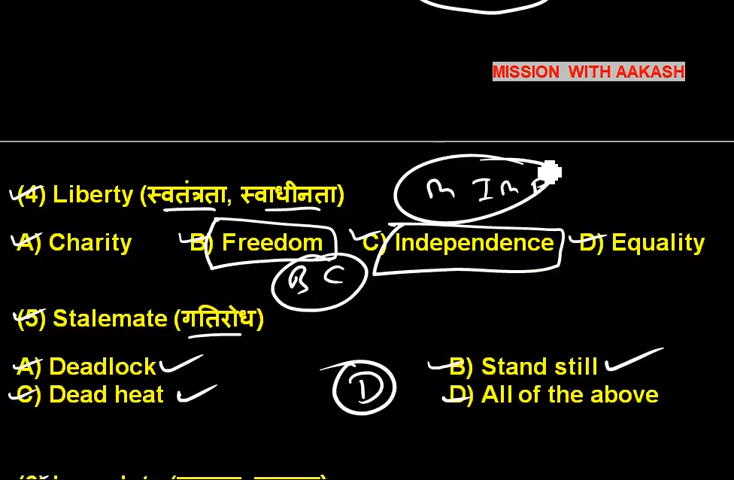 MISSION WITH AAKASH
M Imp
(4) Liberty (स्वतंत्रता, स्वाधीनता)
A) Charity B) Freedom C) Independence D) Equality
B C
(5) Stalemate (गतिरोध)
A) Deadlock B) Stand still
C) Dead heat D) All of the above
D